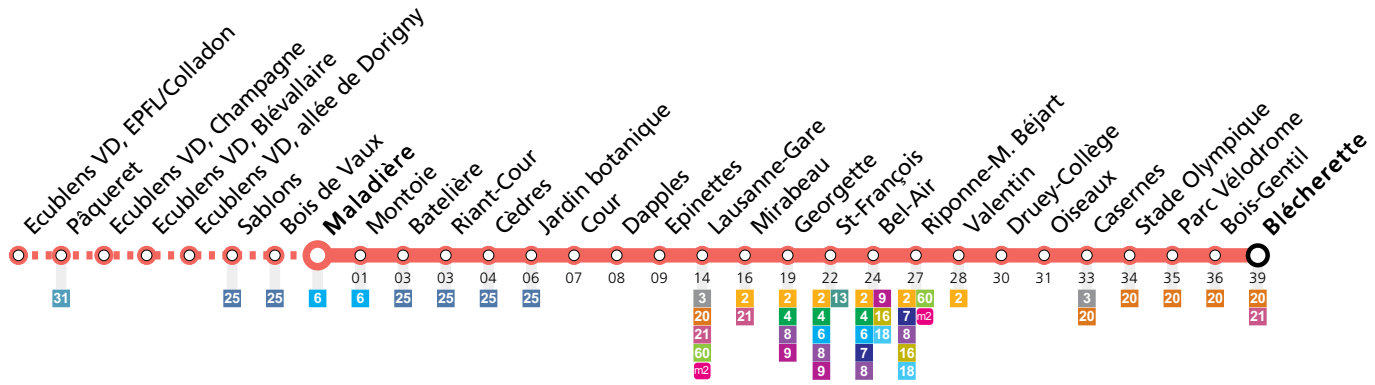 Ecublens VD, EPFL/Colladon
Pâqueret
Ecublens VD, Champagne
Ecublens VD, Blévallaire
Ecublens VD, allée de Dorigny
Sablons
Bois de Vaux
Maladière
Montoie
Batelière
Riant-Cour
Cèdres
Jardin botanique
Cour
Dapples
Epinettes
Lausanne-Gare
Mirabeau
Georgette
St-François
Bel-Air
Riponne-M. Béjart
Valentin
Druey-Collège
Oiseaux
Casernes
Stade Olympique
Parc Vélodrome
Bois-Gentil
Blécherette
01 03 03 04 06 07 08 09 14 16 19 22 24 27 28 30 31 33 34 35 36 39
31 25 25 6 6 25 25 25 25 3 2 2 2 13 2 9 2 60 2 3 20 20 20 20
20 21 4 4 4 16 7 m2 20 21
21 8 6 6 18 8
60 9 8 7 16
m2 9 8 18